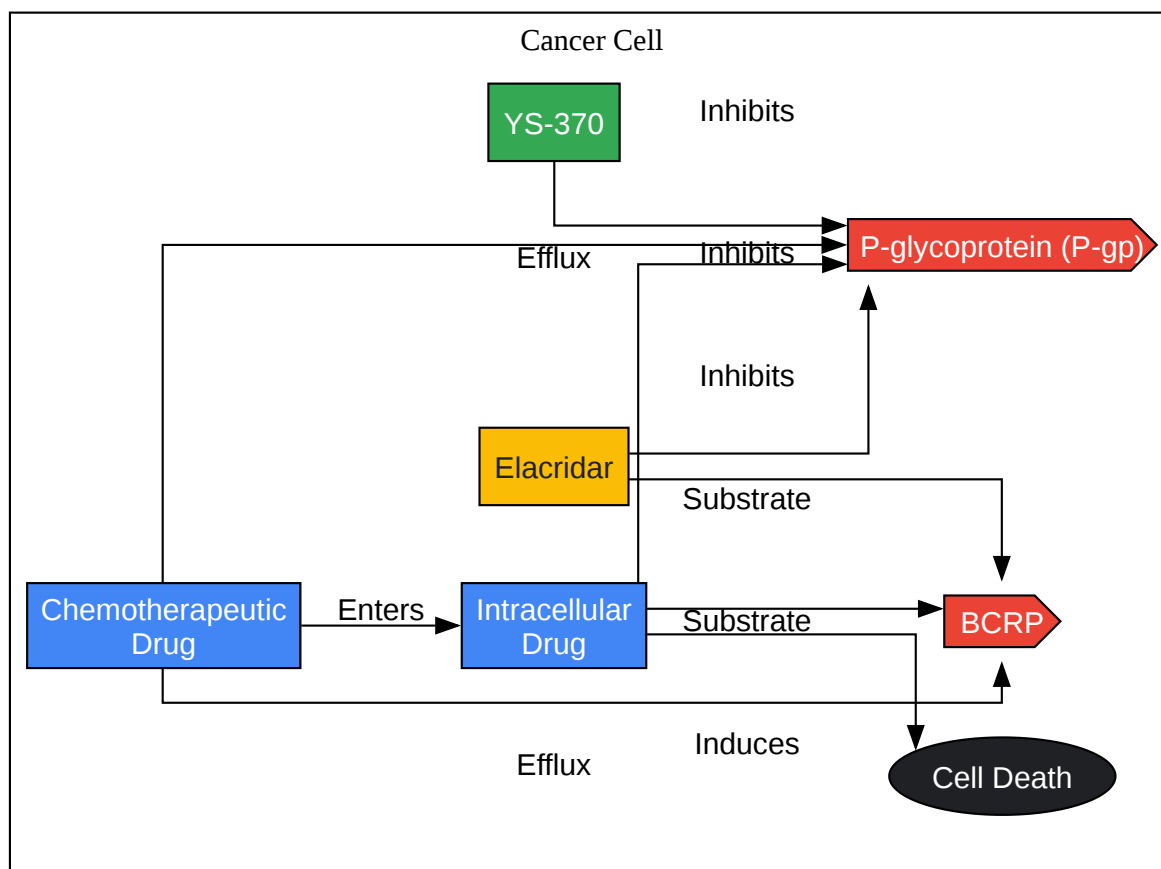 Cancer Cell
YS-370
Inhibits
P-glycoprotein (P-gp)
Efflux
Inhibits
Inhibits
Elacridar
Substrate
Chemotherapeutic
Drug
Enters
Intracellular
Drug
Substrate
BCRP
Induces
Efflux
Cell Death